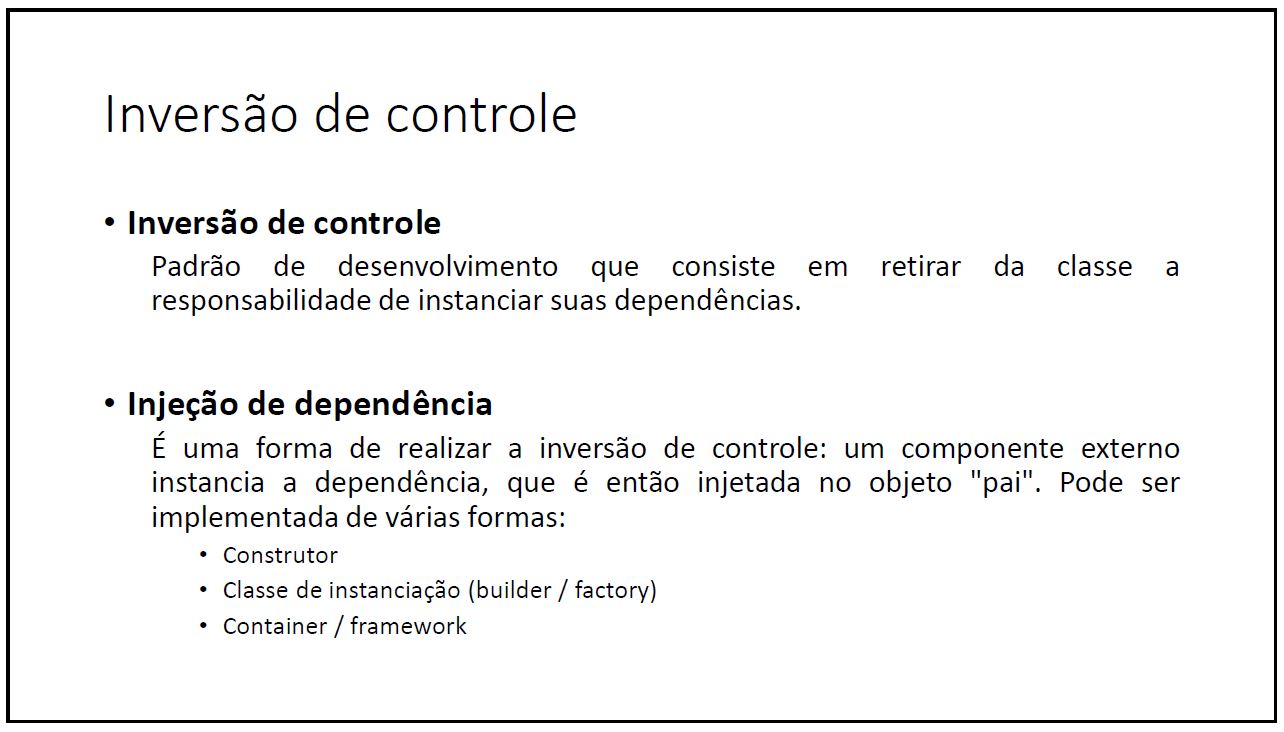 Inversão de controle
• Inversão de controle
Padrão de desenvolvimento que consiste em retirar da classe a
responsabilidade de instanciar suas dependências.
• Injeção de dependência
É uma forma de realizar a inversão de controle: um componente externo
instancia a dependência, que é então injetada no objeto "pai". Pode ser
implementada de várias formas:
• Construtor
• Classe de instanciação (builder / factory)
• Container / framework